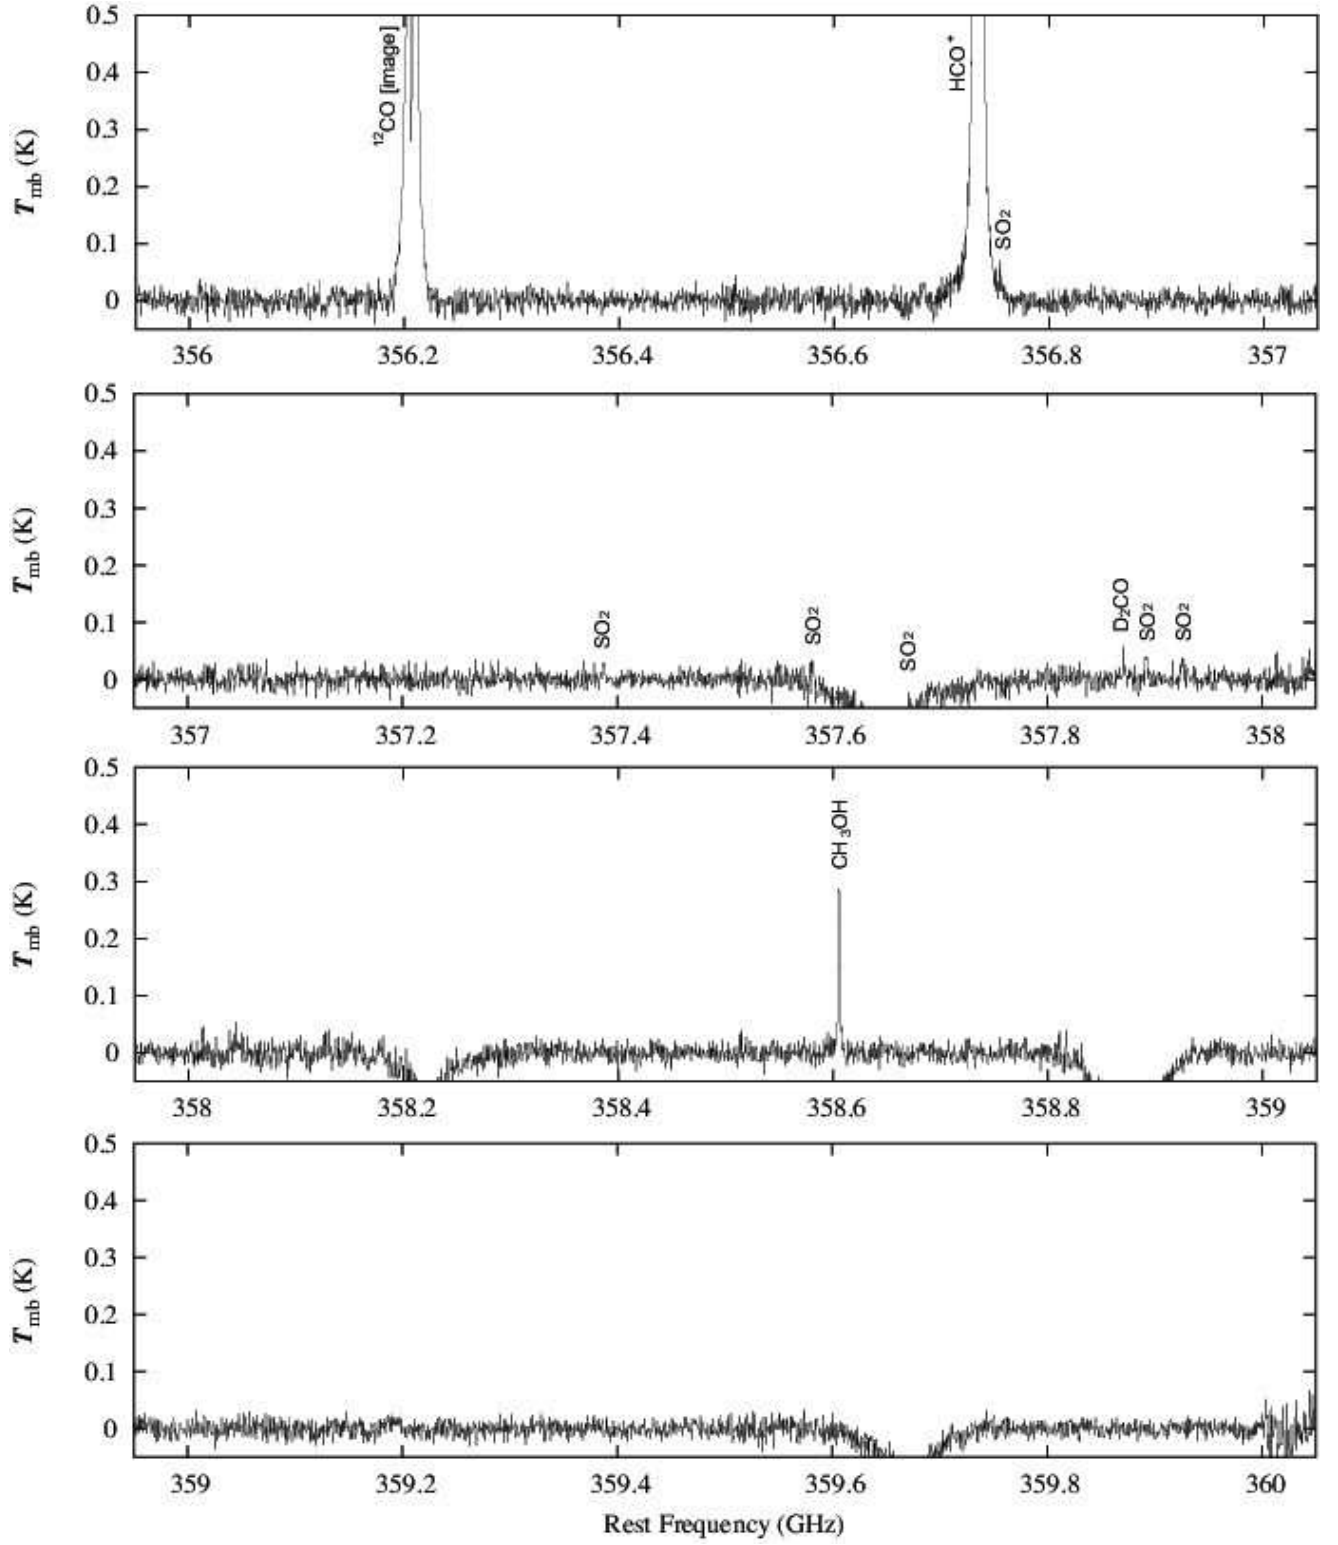 0.5
0.4
0.3
0.2
0.1
0
T_mb (K)
¹²CO [image]
HCO⁺
SO₂
356 356.2 356.4 356.6 356.8 357
0.5
0.4
0.3
0.2
0.1
0
T_mb (K)
SO₂ SO₂ SO₂ D₂CO SO₂ SO₂
357 357.2 357.4 357.6 357.8 358
0.5
0.4
0.3
0.2
0.1
0
T_mb (K)
CH₃OH
358 358.2 358.4 358.6 358.8 359
0.5
0.4
0.3
0.2
0.1
0
T_mb (K)
359 359.2 359.4 359.6 359.8 360
Rest Frequency (GHz)